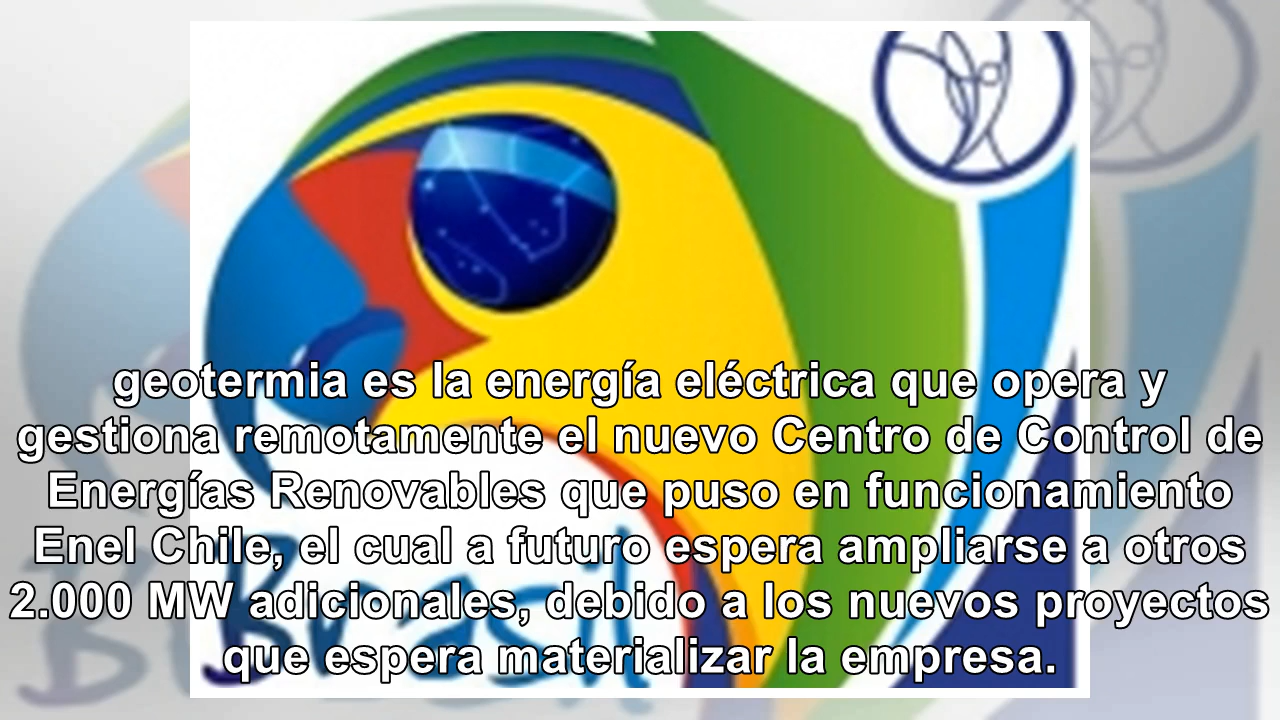 geotermia es la energía eléctrica que opera y
gestiona remotamente el nuevo Centro de Control de
Energías Renovables que puso en funcionamiento
Enel Chile, el cual a futuro espera ampliarse a otros
2.000 MW adicionales, debido a los nuevos proyectos
que espera materializar la empresa.
Brasil